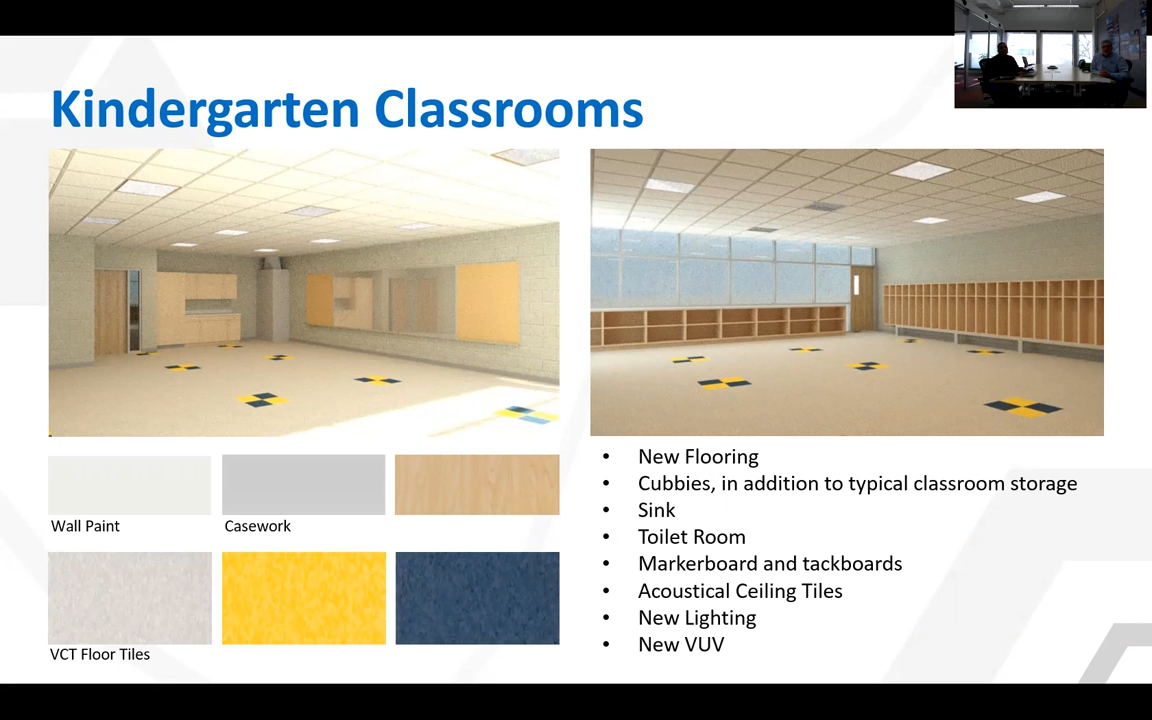 Kindergarten Classrooms
Wall Paint
Casework
VCT Floor Tiles
• New Flooring
• Cubbies, in addition to typical classroom storage
• Sink
• Toilet Room
• Markerboard and tackboards
• Acoustical Ceiling Tiles
• New Lighting
• New VUV